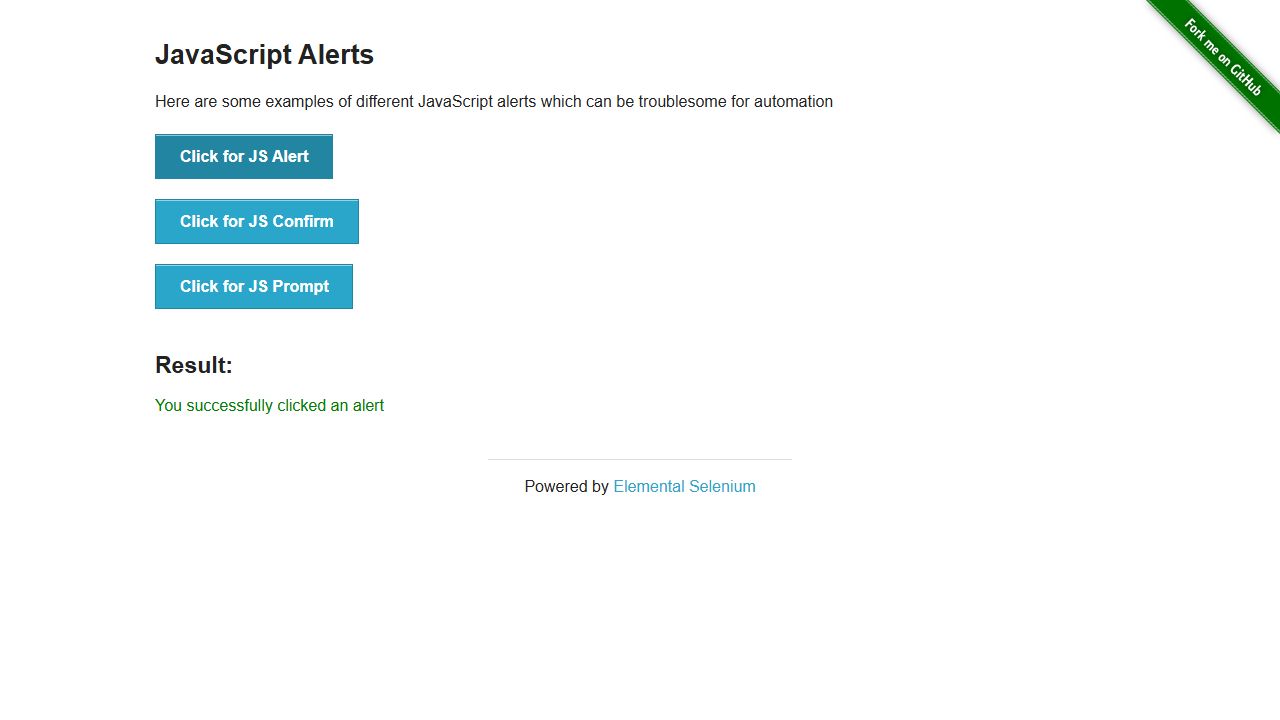 Fork me on GitHub
JavaScript Alerts
Here are some examples of different JavaScript alerts which can be troublesome for automation
Click for JS Alert
Click for JS Confirm
Click for JS Prompt
Result:
You successfully clicked an alert
Powered by Elemental Selenium